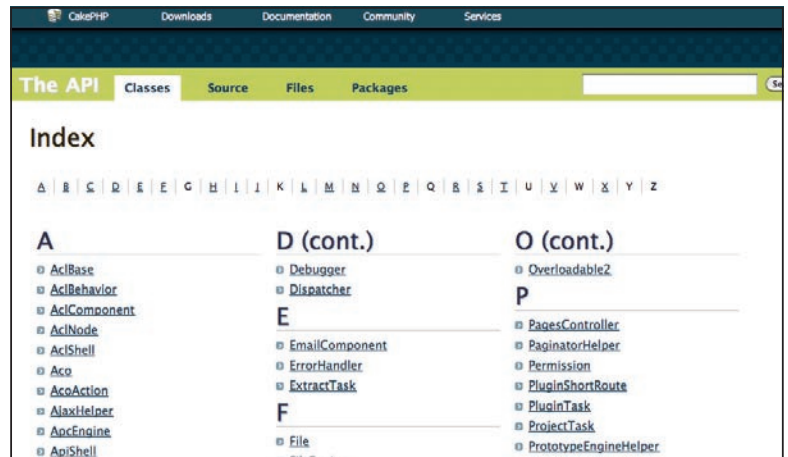 CakePHP Downloads Documentation Community Services
The API Classes Source Files Packages
Index
A B C D E F G H I J K L M N O P Q R S T U V W X Y Z
A
AclBase
AclBehavior
AclComponent
AclNode
AclShell
Aco
AcoAction
AjaxHelper
ApcEngine
ApiShell
D (cont.)
Debugger
Dispatcher
E
EmailComponent
ErrorHandler
ExtractTask
F
File
O (cont.)
Overloadable2
P
PagesController
PaginatorHelper
Permission
PluginShortRoute
PluginTask
ProjectTask
PrototypeEngineHelper